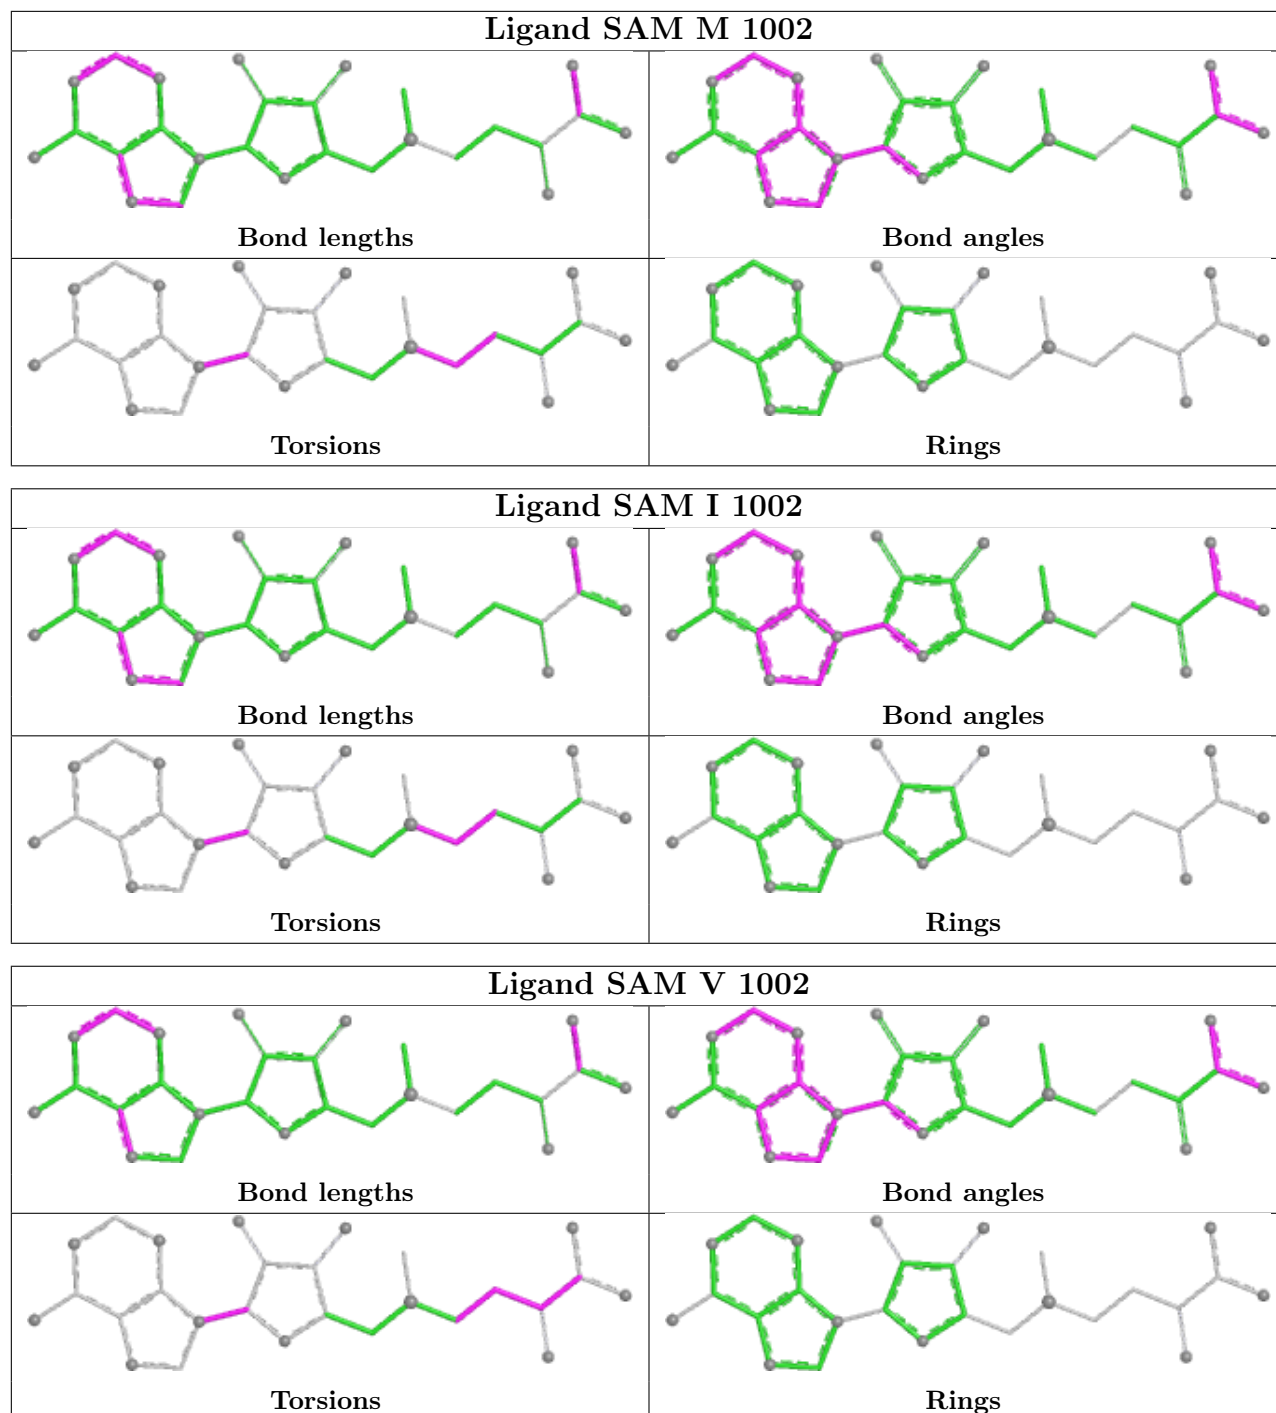 Ligand SAM M 1002
Bond lengths
Bond angles
Torsions
Rings
Ligand SAM I 1002
Bond lengths
Bond angles
Torsions
Rings
Ligand SAM V 1002
Bond lengths
Bond angles
Torsions
Rings